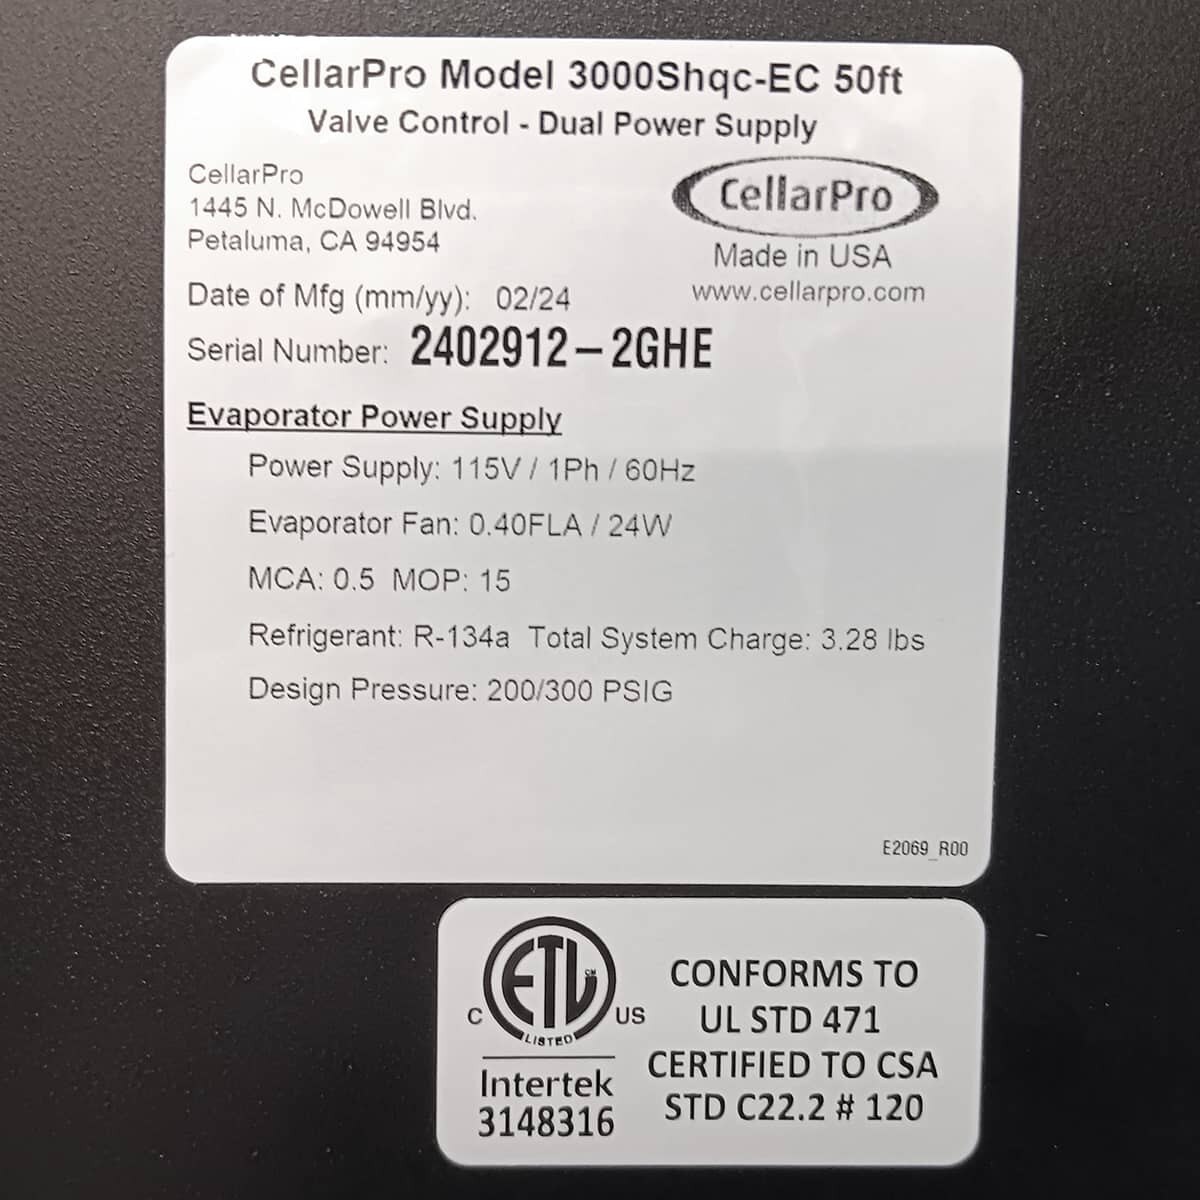 CellarPro Model 3000Shqc-EC 50ft
Valve Control - Dual Power Supply
CellarPro
1445 N. McDowell Blvd.
Petaluma, CA 94954
CellarPro
Made in USA
www.cellarpro.com
Date of Mfg (mm/yy): 02/24
Serial Number: 2402912-2GHE
Evaporator Power Supply
Power Supply: 115V / 1Ph / 60Hz
Evaporator Fan: 0.40FLA / 24W
MCA: 0.5 MOP: 15
Refrigerant: R-134a Total System Charge: 3.28 lbs
Design Pressure: 200/300 PSIG
E2069_R00
ETL CM
LISTED
C US
Intertek
3148316
CONFORMS TO
UL STD 471
CERTIFIED TO CSA
STD C22.2 # 120